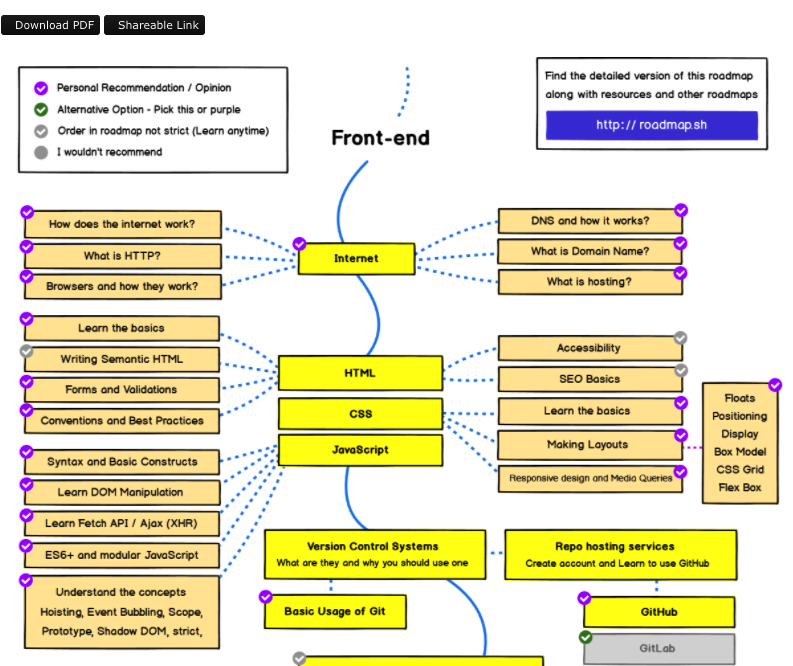 Download PDF
Shareable Link
Personal Recommendation / Opinion
Alternative Option - Pick this or purple
Order in roadmap not strict (Learn anytime)
I wouldn't recommend
Find the detailed version of this roadmap
along with resources and other roadmaps
http:// roadmap.sh
Front-end
How does the internet work?
What is HTTP?
Browsers and how they work?
Internet
DNS and how it works?
What is Domain Name?
What is hosting?
Learn the basics
Writing Semantic HTML
Forms and Validations
Conventions and Best Practices
HTML
CSS
JavaScript
Accessibility
SEO Basics
Learn the basics
Making Layouts
Responsive design and Media Queries
Floats
Positioning
Display
Box Model
CSS Grid
Flex Box
Syntax and Basic Constructs
Learn DOM Manipulation
Learn Fetch API / Ajax (XHR)
ES6+ and modular JavaScript
Understand the concepts
Hoisting, Event Bubbling, Scope,
Prototype, Shadow DOM, strict,
Version Control Systems
What are they and why you should use one
Basic Usage of Git
Repo hosting services
Create account and Learn to use GitHub
GitHub
GitLab